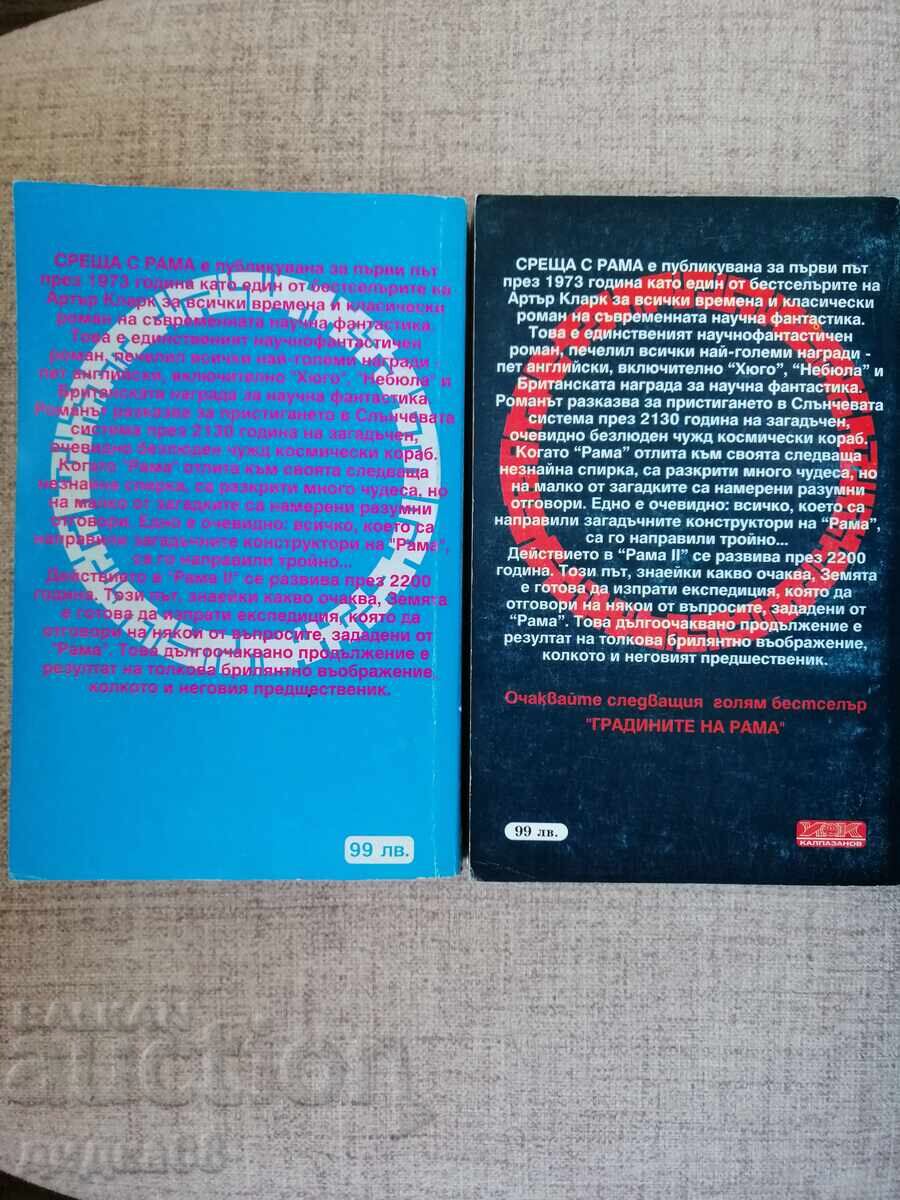 СРЕЩА С РАМА е публикувана за първи път
през 1973 година като един от бестселърите на
Артър Кларк за всички времена и класически
роман на съвременната научна фантастика.
Това е единственият научнофантастичен
роман, печелил всички най-големи награди -
пет английски, включително "Хюго", "Небюла" и
Британската награда за научна фантастика.
Романът разказва за пристигането в Слънчевата
система през 2130 година на загадъчен,
очевидно безлюден чужд космически кораб.
Когато "Рама" отлита към своята следваща
незнайна спирка, са разкрити много чудеса, но
на малко от загадките са намерени разумни
отговори. Едно е очевидно: всичко, което са
направили загадъчните конструктори на "Рама",
са го направили тройно...
Действието в "Рама II" се развива през 2200
година. Този път, знаейки какво очаква, Земята
е готова да изпрати експедиция, която да
отговори на някои от въпросите, зададени от
"Рама". Това дългоочаквано продължение е
резултат на толкова брилянтно въображение,
колкото и неговия предшественик.
99 лв.
СРЕЩА С РАМА е публикувана за първи път
през 1973 година като един от бестселърите на
Артър Кларк за всички времена и класически
роман на съвременната научна фантастика.
Това е единственият научнофантастичен
роман, печелил всички най-големи награди -
пет английски, включително "Хюго", "Небюла" и
Британската награда за научна фантастика.
Романът разказва за пристигането в Слънчевата
система през 2130 година на загадъчен,
очевидно безлюден чужд космически кораб.
Когато "Рама" отлита към своята следваща
незнайна спирка, са разкрити много чудеса, но
на малко от загадките са намерени разумни
отговори. Едно е очевидно: всичко, което са
направили загадъчните конструктори на "Рама",
са го направили тройно...
Действието в "Рама II" се развива през 2200
година. Този път, знаейки какво очаква, Земята
е готова да изпрати експедиция, която да
отговори на някои от въпросите, зададени от
"Рама". Това дългоочаквано продължение е
резултат на толкова брилянтно въображение,
колкото и неговият предшественик.
Очаквайте следващия голям бестселър
"ГРАДИНИТЕ НА РАМА"
99 лв.
ИК
КАЛПАЗАНОВ